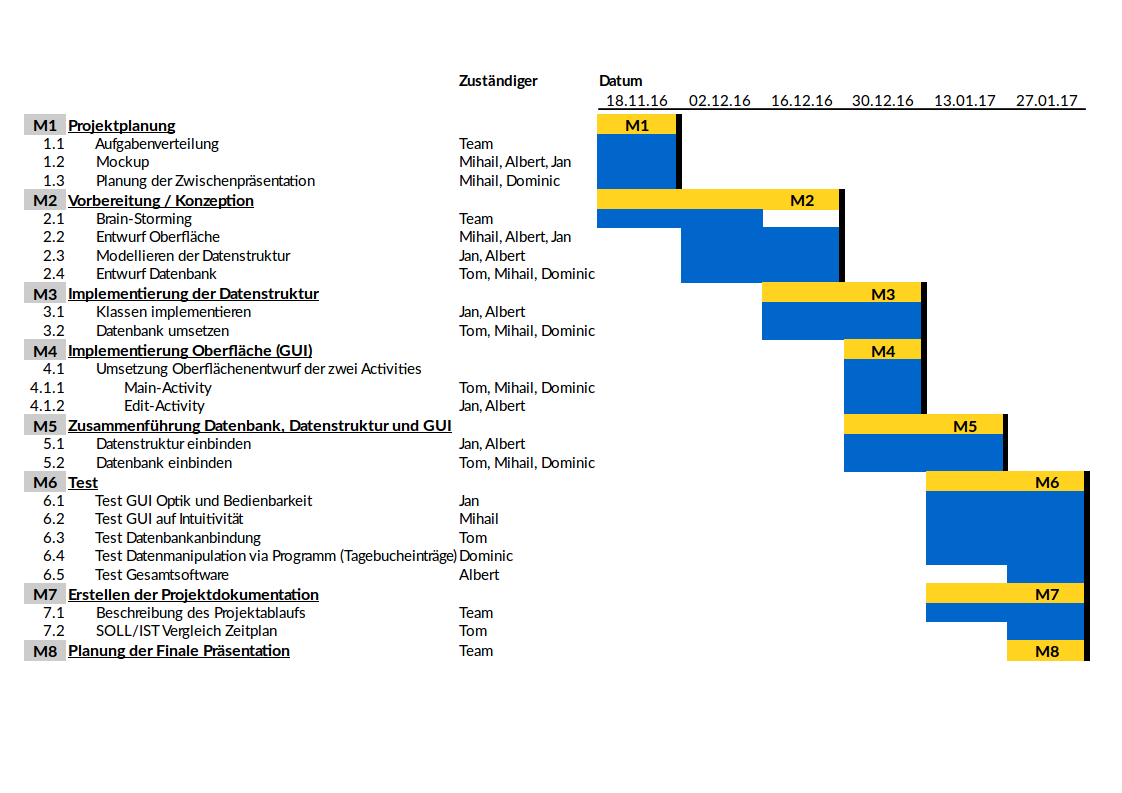 Zuständiger Datum
18.11.16 02.12.16 16.12.16 30.12.16 13.01.17 27.01.17
M1 Projektplanung M1
1.1 Aufgabenverteilung Team
1.2 Mockup Mihail, Albert, Jan
1.3 Planung der Zwischenpräsentation Mihail, Dominic
M2 Vorbereitung / Konzeption M2
2.1 Brain-Storming Team
2.2 Entwurf Oberfläche Mihail, Albert, Jan
2.3 Modellieren der Datenstruktur Jan, Albert
2.4 Entwurf Datenbank Tom, Mihail, Dominic
M3 Implementierung der Datenstruktur M3
3.1 Klassen implementieren Jan, Albert
3.2 Datenbank umsetzen Tom, Mihail, Dominic
M4 Implementierung Oberfläche (GUI) M4
4.1 Umsetzung Oberflächenentwurf der zwei Activities
4.1.1 Main-Activity Tom, Mihail, Dominic
4.1.2 Edit-Activity Jan, Albert
M5 Zusammenführung Datenbank, Datenstruktur und GUI M5
5.1 Datenstruktur einbinden Jan, Albert
5.2 Datenbank einbinden Tom, Mihail, Dominic
M6 Test M6
6.1 Test GUI Optik und Bedienbarkeit Jan
6.2 Test GUI auf Intuitivität Mihail
6.3 Test Datenbankanbindung Tom
6.4 Test Datenmanipulation via Programm (Tagebucheinträge) Dominic
6.5 Test Gesamtsoftware Albert
M7 Erstellen der Projektdokumentation M7
7.1 Beschreibung des Projektablaufs Team
7.2 SOLL/IST Vergleich Zeitplan Tom
M8 Planung der Finale Präsentation Team M8